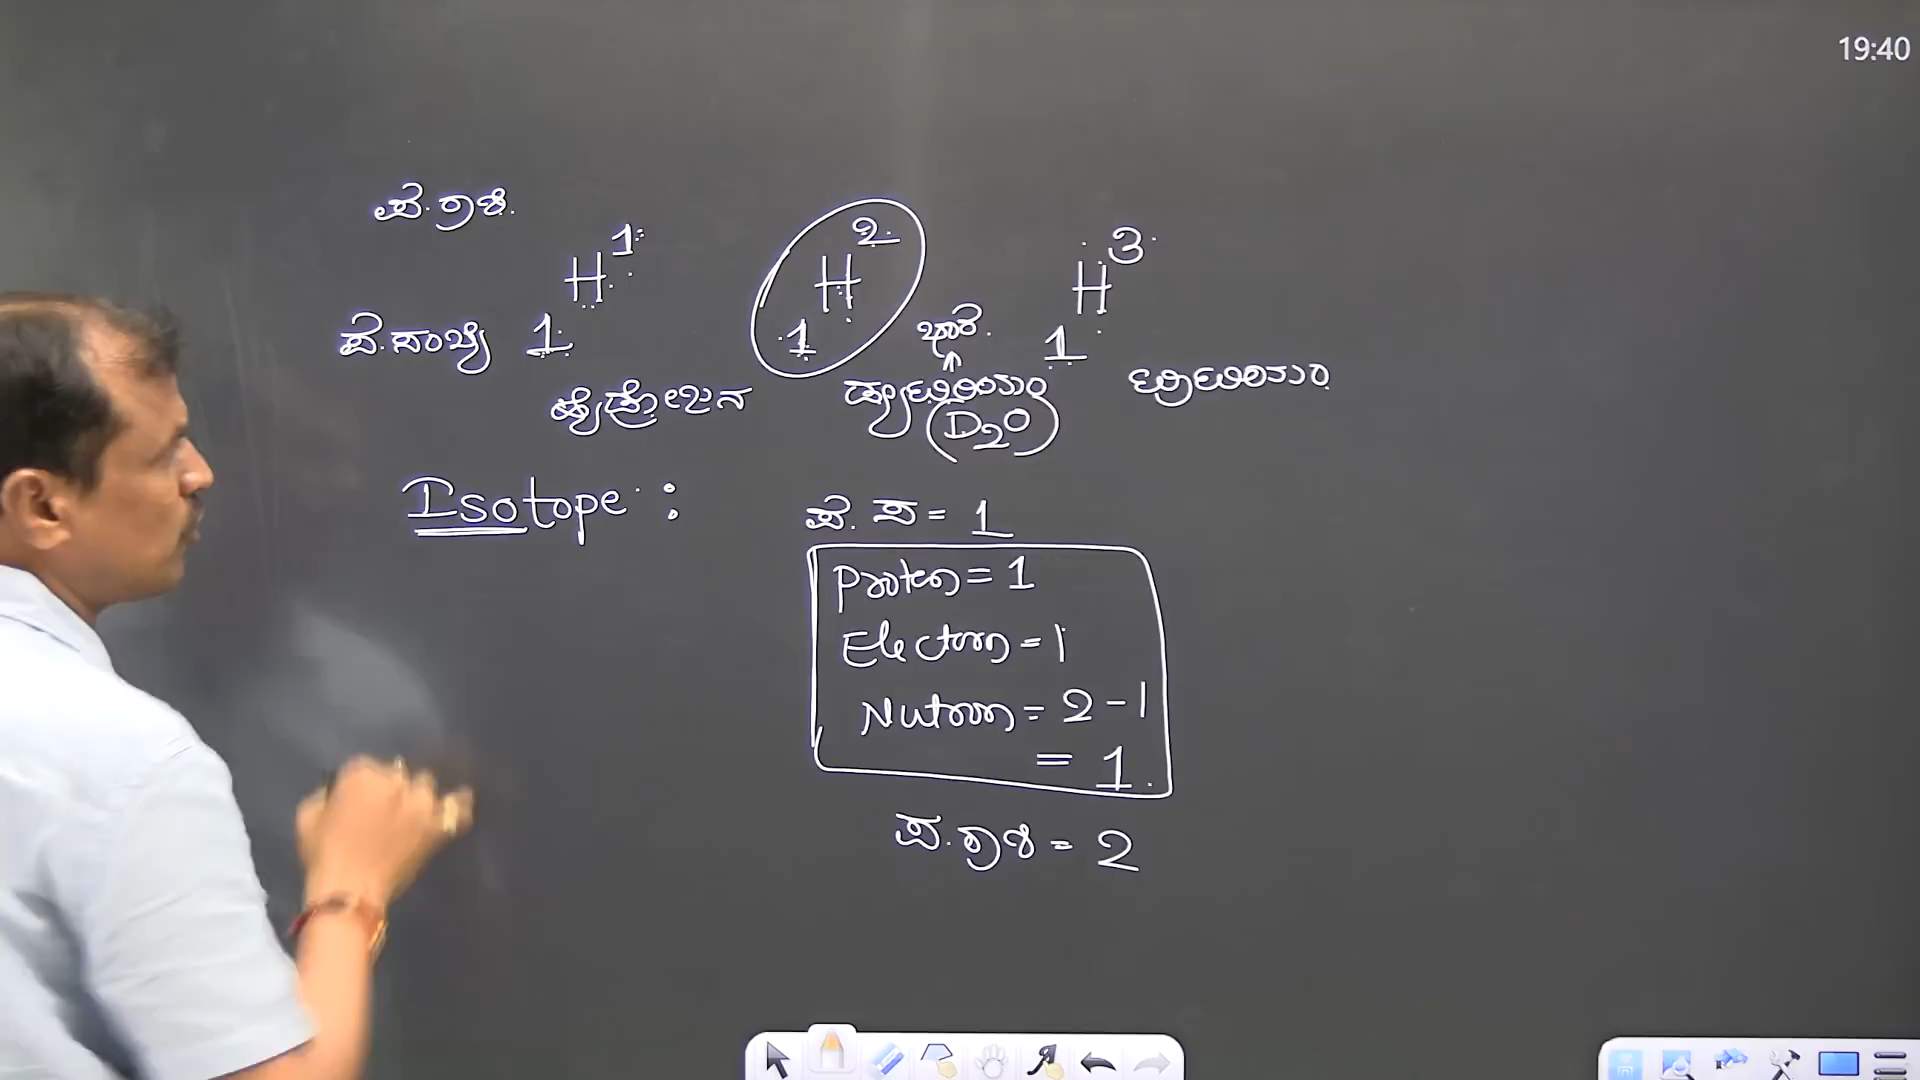 19:40
ಪ.ರಾಶಿ.
H 1 H 2 H 3
ಪ.ಸಂಖ್ಯೆ 1 1 1
ಭಾರ.
ಹೈಡ್ರೋಜನ ಡ್ಯುಟಿರಿಯಂ ಟ್ರಿಟಿಯಂ
(D2O)
Isotope :
ಪ. ಸ = 1
Proton = 1
Electron = 1
Nutron = 2 - 1
= 1
ಪ.ರಾಶಿ = 2